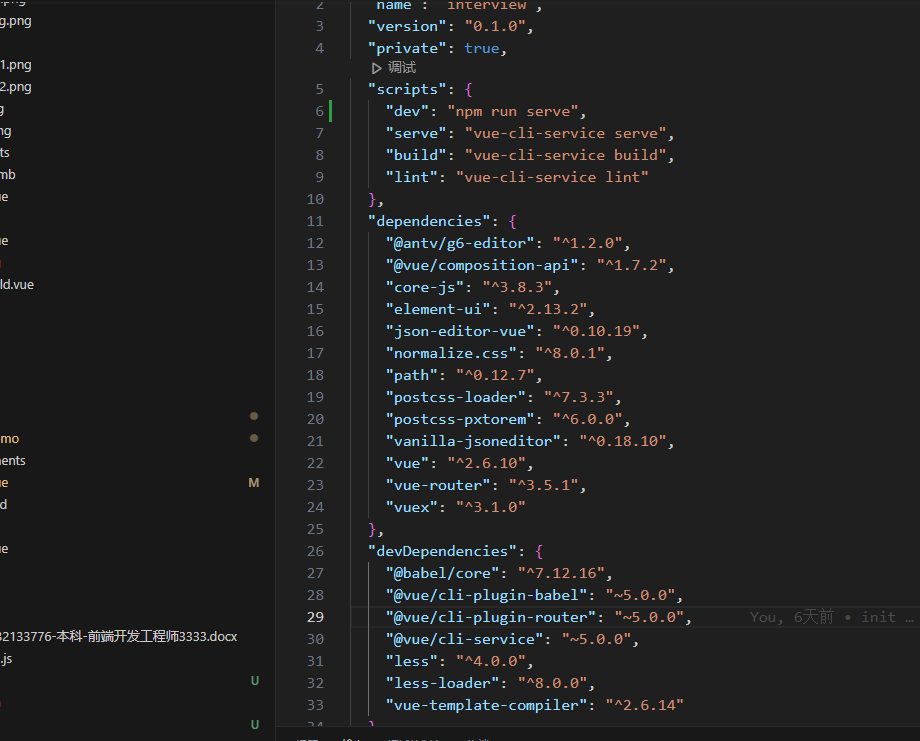 g.png
1.png
2.png
g
ng
ts
mb
e
e
ld.vue
mo
ents
e M
d
e
32133776-本科-前端开发工程师3333.docx
.js
U
U
2 "name": "interview",
3 "version": "0.1.0",
4 "private": true,
调试
5 "scripts": {
6 "dev": "npm run serve",
7 "serve": "vue-cli-service serve",
8 "build": "vue-cli-service build",
9 "lint": "vue-cli-service lint"
10 },
11 "dependencies": {
12 "@antv/g6-editor": "^1.2.0",
13 "@vue/composition-api": "^1.7.2",
14 "core-js": "^3.8.3",
15 "element-ui": "^2.13.2",
16 "json-editor-vue": "^0.10.19",
17 "normalize.css": "^8.0.1",
18 "path": "^0.12.7",
19 "postcss-loader": "^7.3.3",
20 "postcss-pxtorem": "^6.0.0",
21 "vanilla-jsoneditor": "^0.18.10",
22 "vue": "^2.6.10",
23 "vue-router": "^3.5.1",
24 "vuex": "^3.1.0"
25 },
26 "devDependencies": {
27 "@babel/core": "^7.12.16",
28 "@vue/cli-plugin-babel": "~5.0.0",
29 "@vue/cli-plugin-router": "~5.0.0", You, 6天前 • init …
30 "@vue/cli-service": "~5.0.0",
31 "less": "^4.0.0",
32 "less-loader": "^8.0.0",
33 "vue-template-compiler": "^2.6.14"
34 }